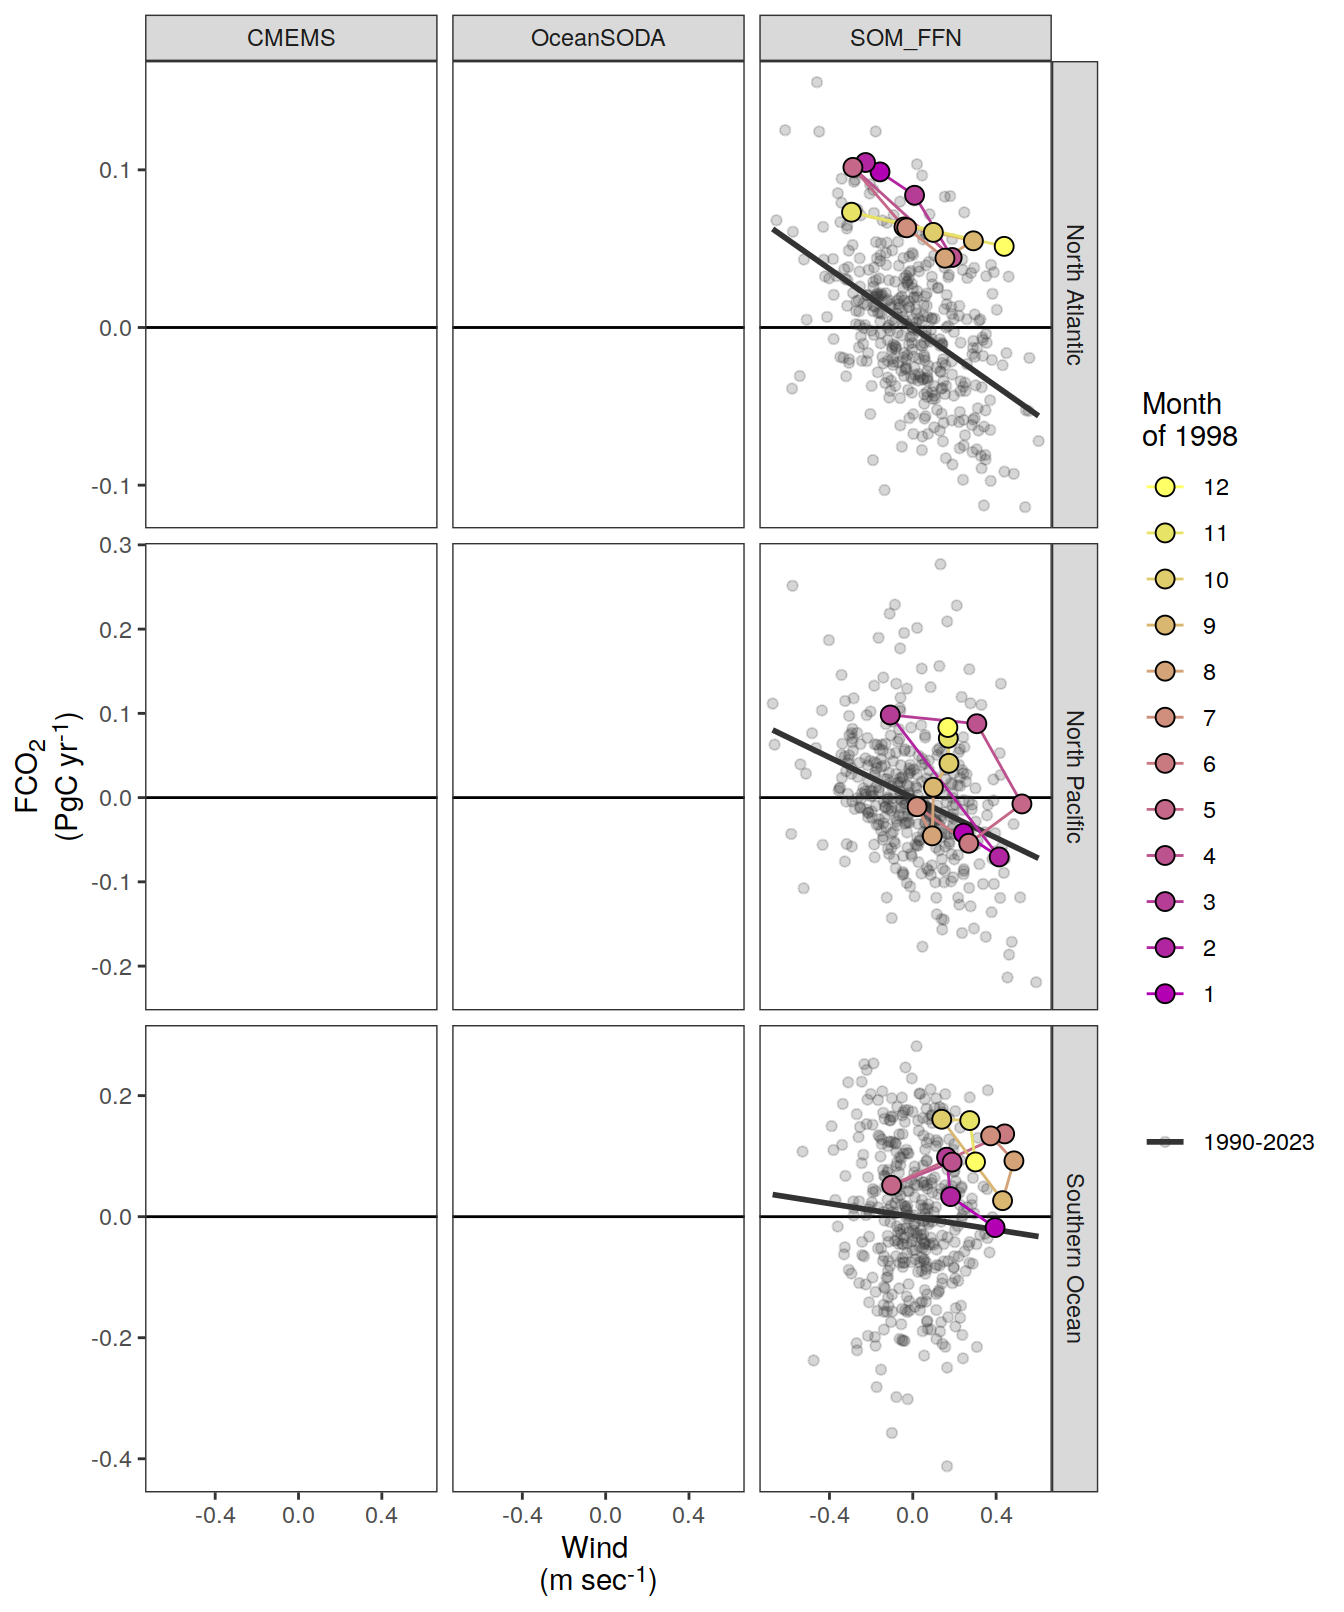 CMEMS
OceanSODA
SOM_FFN
0.1
0.0
-0.1
North Atlantic
0.3
0.2
0.1
0.0
-0.1
-0.2
North Pacific
0.2
0.0
-0.2
-0.4
Southern Ocean
FCO2
(PgC yr-1)
-0.4 0.0 0.4
-0.4 0.0 0.4
-0.4 0.0 0.4
Wind
(m sec-1)
Month
of 1998
12
11
10
9
8
7
6
5
4
3
2
1
1990-2023